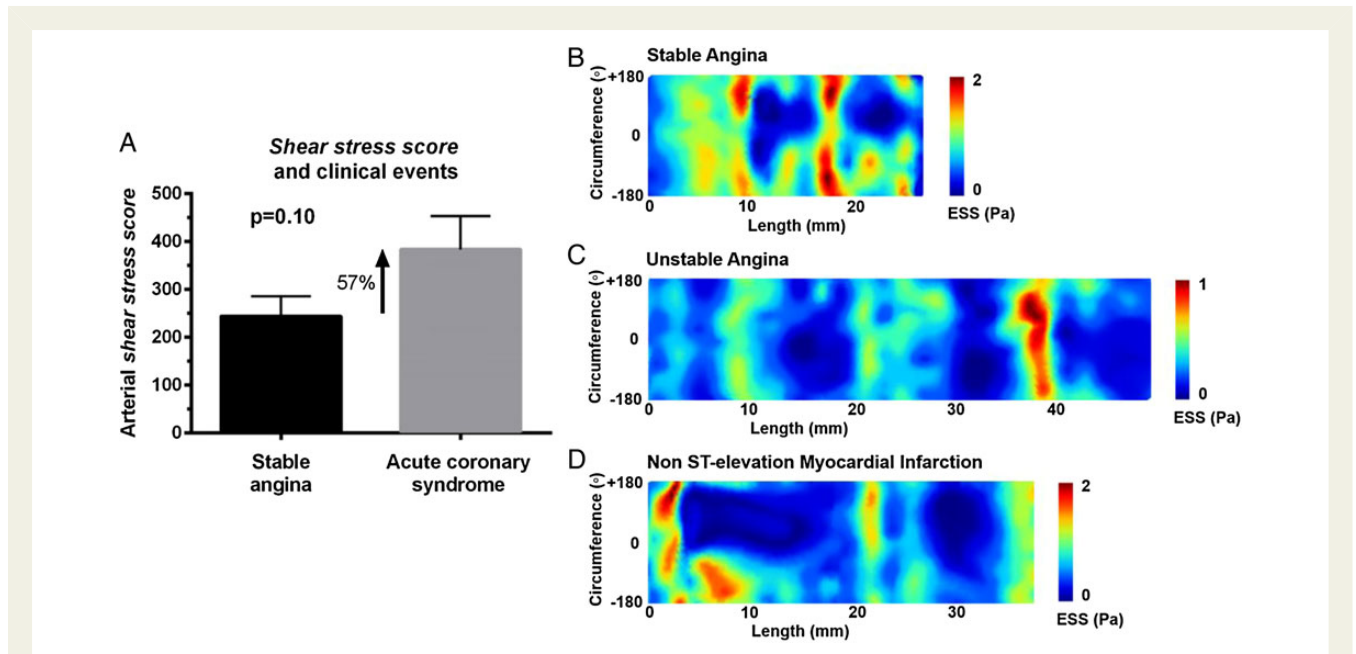 A
Shear stress score
and clinical events
Arterial shear stress score
500
400
300
200
100
0
p=0.10
57%
Stable
angina
Acute coronary
syndrome
B
Stable Angina
Circumference (°)
+180
0
-180
0
10
20
Length (mm)
2
0
ESS (Pa)
C
Unstable Angina
Circumference (°)
+180
0
-180
0
10
20
30
40
Length (mm)
1
0
ESS (Pa)
D
Non ST-elevation Myocardial Infarction
Circumference (°)
+180
0
-180
0
10
20
30
Length (mm)
2
0
ESS (Pa)